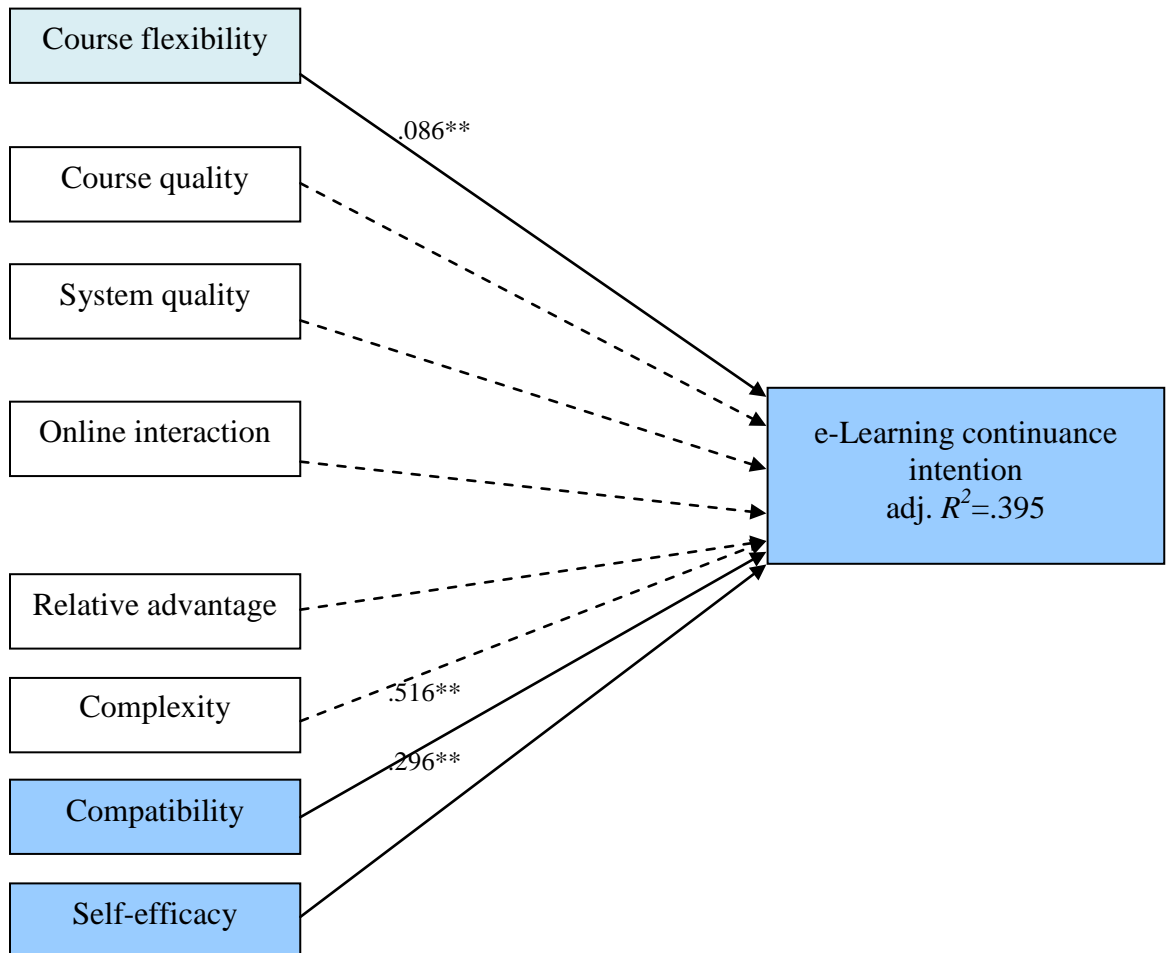 Course flexibility
.086**
Course quality
System quality
Online interaction
e-Learning continuance
intention
adj. R²=.395
Relative advantage
Complexity
.516**
.296**
Compatibility
Self-efficacy